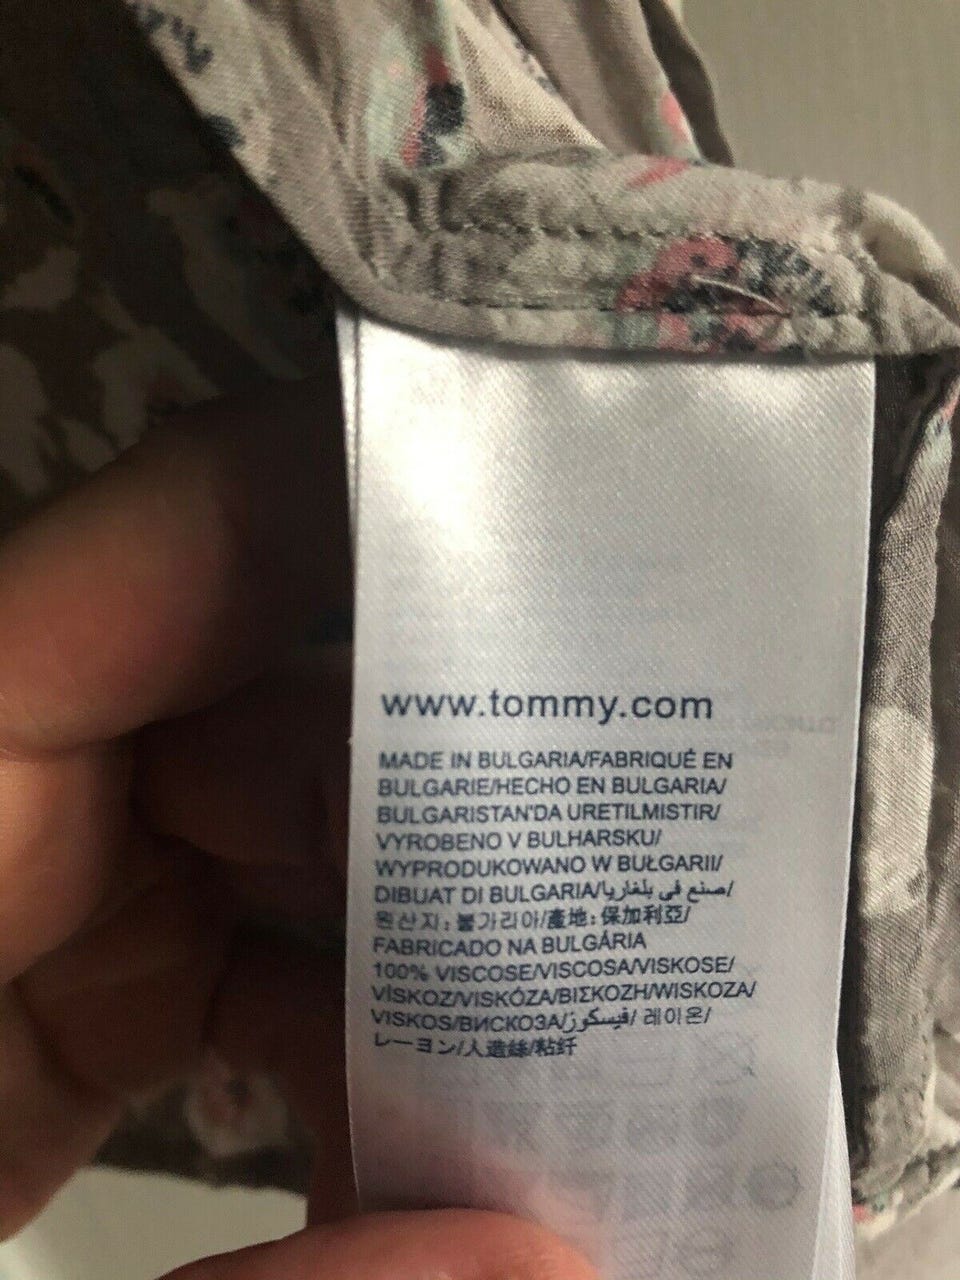 www.tommy.com
MADE IN BULGARIA/FABRIQUÉ EN
BULGARIE/HECHO EN BULGARIA/
BULGARISTAN'DA URETILMISTIR/
VYROBENO V BULHARSKU/
WYPRODUKOWANO W BUŁGARII/
DIBUAT DI BULGARIA/صنع في بلغاريا/
원산지: 불가리아/產地: 保加利亞/
FABRICADO NA BULGÁRIA
100% VISCOSE/VISCOSA/VISKOSE/
VİSKOZ/VISKÓZA/ΒΙΣΚΟΖΗ/WISKOZA/
VISKOS/ВИСКОЗА/فيسكوز/ 레이온/
レーヨン/人造絲/粘纤